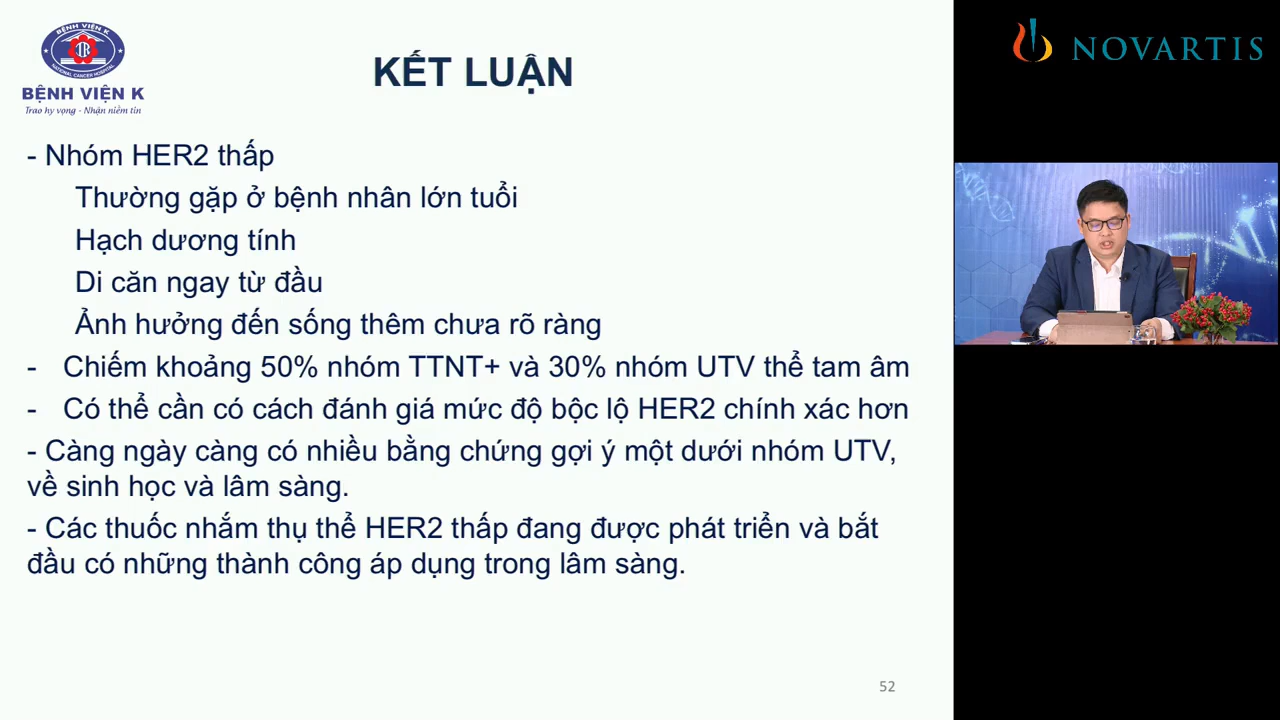 BỆNH VIỆN K
NATIONAL CANCER HOSPITAL
BỆNH VIỆN K
Trao hy vọng - Nhận niềm tin
KẾT LUẬN
NOVARTIS
- Nhóm HER2 thấp
Thường gặp ở bệnh nhân lớn tuổi
Hạch dương tính
Di căn ngay từ đầu
Ảnh hưởng đến sống thêm chưa rõ ràng
- Chiếm khoảng 50% nhóm TTNT+ và 30% nhóm UTV thể tam âm
- Có thể cần có cách đánh giá mức độ bộc lộ HER2 chính xác hơn
- Càng ngày càng có nhiều bằng chứng gợi ý một dưới nhóm UTV,
về sinh học và lâm sàng.
- Các thuốc nhắm thụ thể HER2 thấp đang được phát triển và bắt
đầu có những thành công áp dụng trong lâm sàng.
52